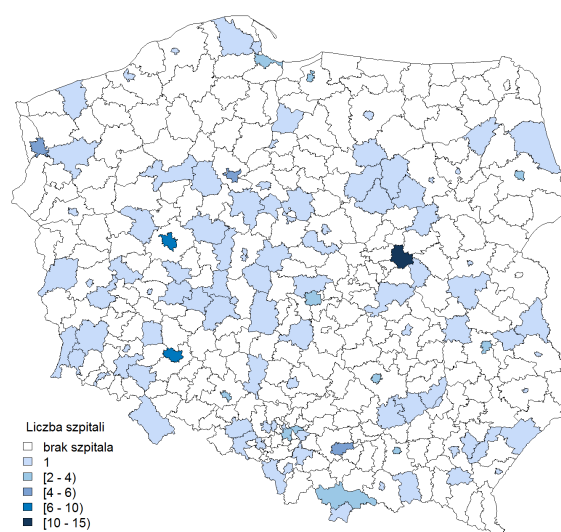 Liczba szpitali
brak szpitala
1
[2 - 4)
[4 - 6)
[6 - 10)
[10 - 15)